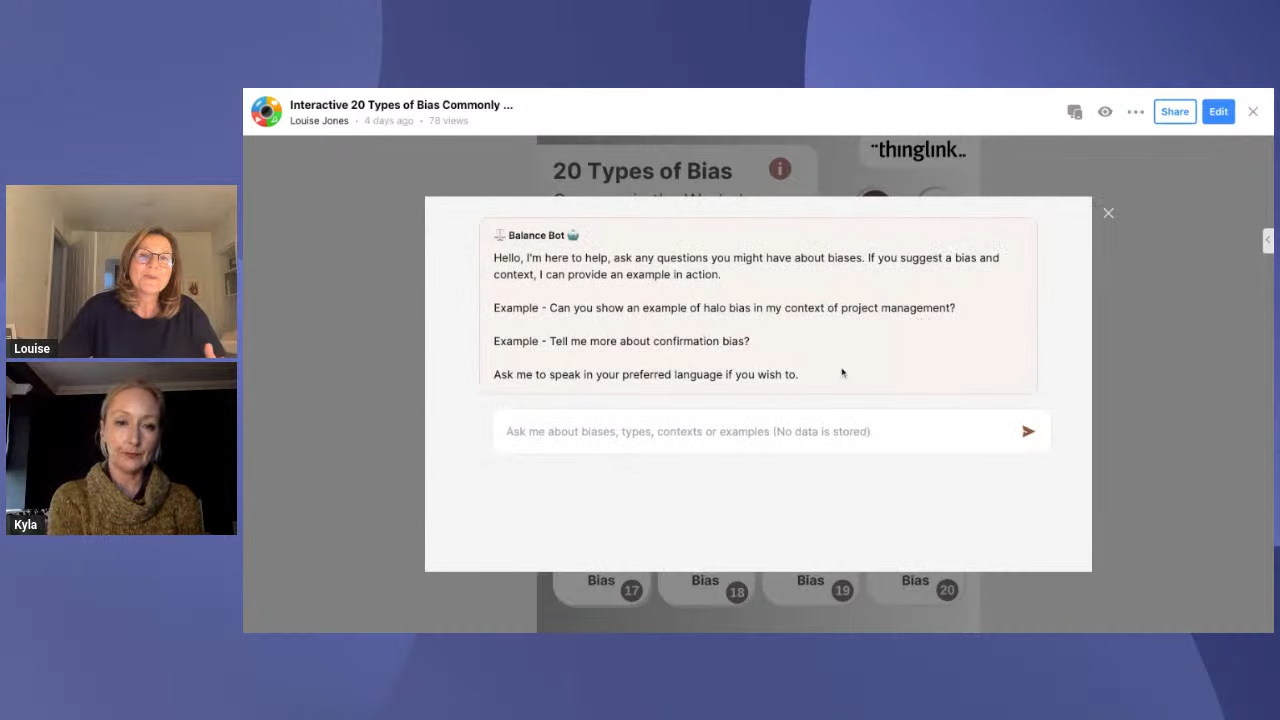 Interactive 20 Types of Bias Commonly ...
Louise Jones · 4 days ago · 78 views
Share
Edit
20 Types of Bias
i
··thinglink..
Balance Bot
Hello, I'm here to help, ask any questions you might have about biases. If you suggest a bias and
context, I can provide an example in action.
Example - Can you show an example of halo bias in my context of project management?
Example - Tell me more about confirmation bias?
Ask me to speak in your preferred language if you wish to.
Ask me about biases, types, contexts or examples (No data is stored)
Louise
Kyla
Bias 17
Bias 18
Bias 19
Bias 20